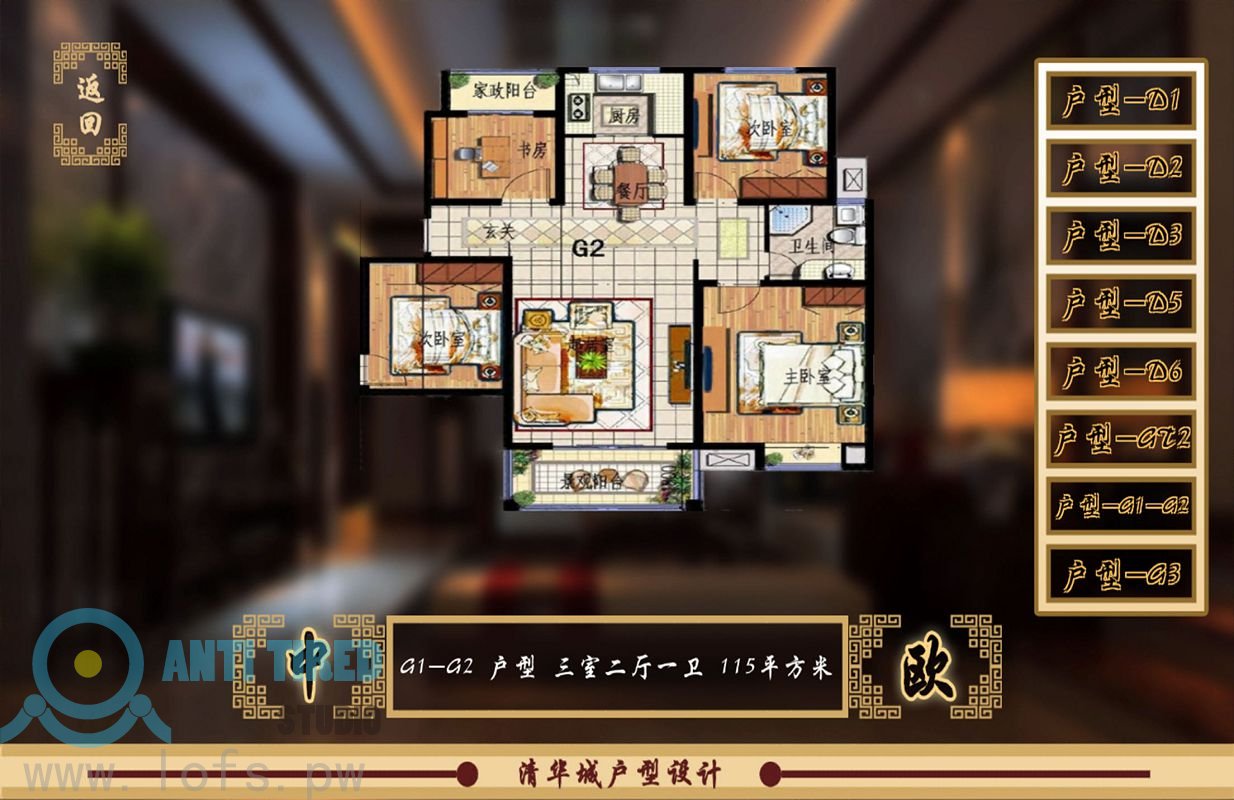 返
回
家政阳台
厨房
次卧室
书房
餐厅
玄关
G2
卫生间
次卧室
主卧室
景观阳台
户型-D1
户型-D2
户型-D3
户型-D5
户型-D6
户型-GT2
户型-G1-G2
户型-G3
中
G1-G2 户型 三室二厅一卫 115平方米
欧
STUDIO
清华城户型设计
www.lofs.pw